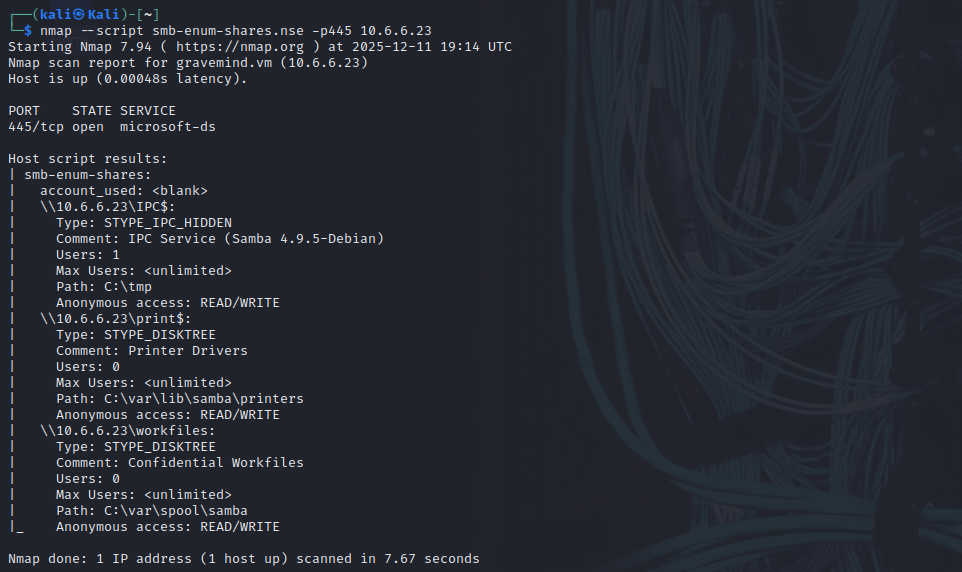 ┌──(kali㉿Kali)-[~]
└─$ nmap --script smb-enum-shares.nse -p445 10.6.6.23
Starting Nmap 7.94 ( https://nmap.org ) at 2025-12-11 19:14 UTC
Nmap scan report for gravemind.vm (10.6.6.23)
Host is up (0.00048s latency).

PORT    STATE SERVICE
445/tcp open  microsoft-ds

Host script results:
| smb-enum-shares:
|   account_used: <blank>
|   \\10.6.6.23\IPC$:
|     Type: STYPE_IPC_HIDDEN
|     Comment: IPC Service (Samba 4.9.5-Debian)
|     Users: 1
|     Max Users: <unlimited>
|     Path: C:\tmp
|     Anonymous access: READ/WRITE
|   \\10.6.6.23\print$:
|     Type: STYPE_DISKTREE
|     Comment: Printer Drivers
|     Users: 0
|     Max Users: <unlimited>
|     Path: C:\var\lib\samba\printers
|     Anonymous access: READ/WRITE
|   \\10.6.6.23\workfiles:
|     Type: STYPE_DISKTREE
|     Comment: Confidential Workfiles
|     Users: 0
|     Max Users: <unlimited>
|     Path: C:\var\spool\samba
|_    Anonymous access: READ/WRITE

Nmap done: 1 IP address (1 host up) scanned in 7.67 seconds